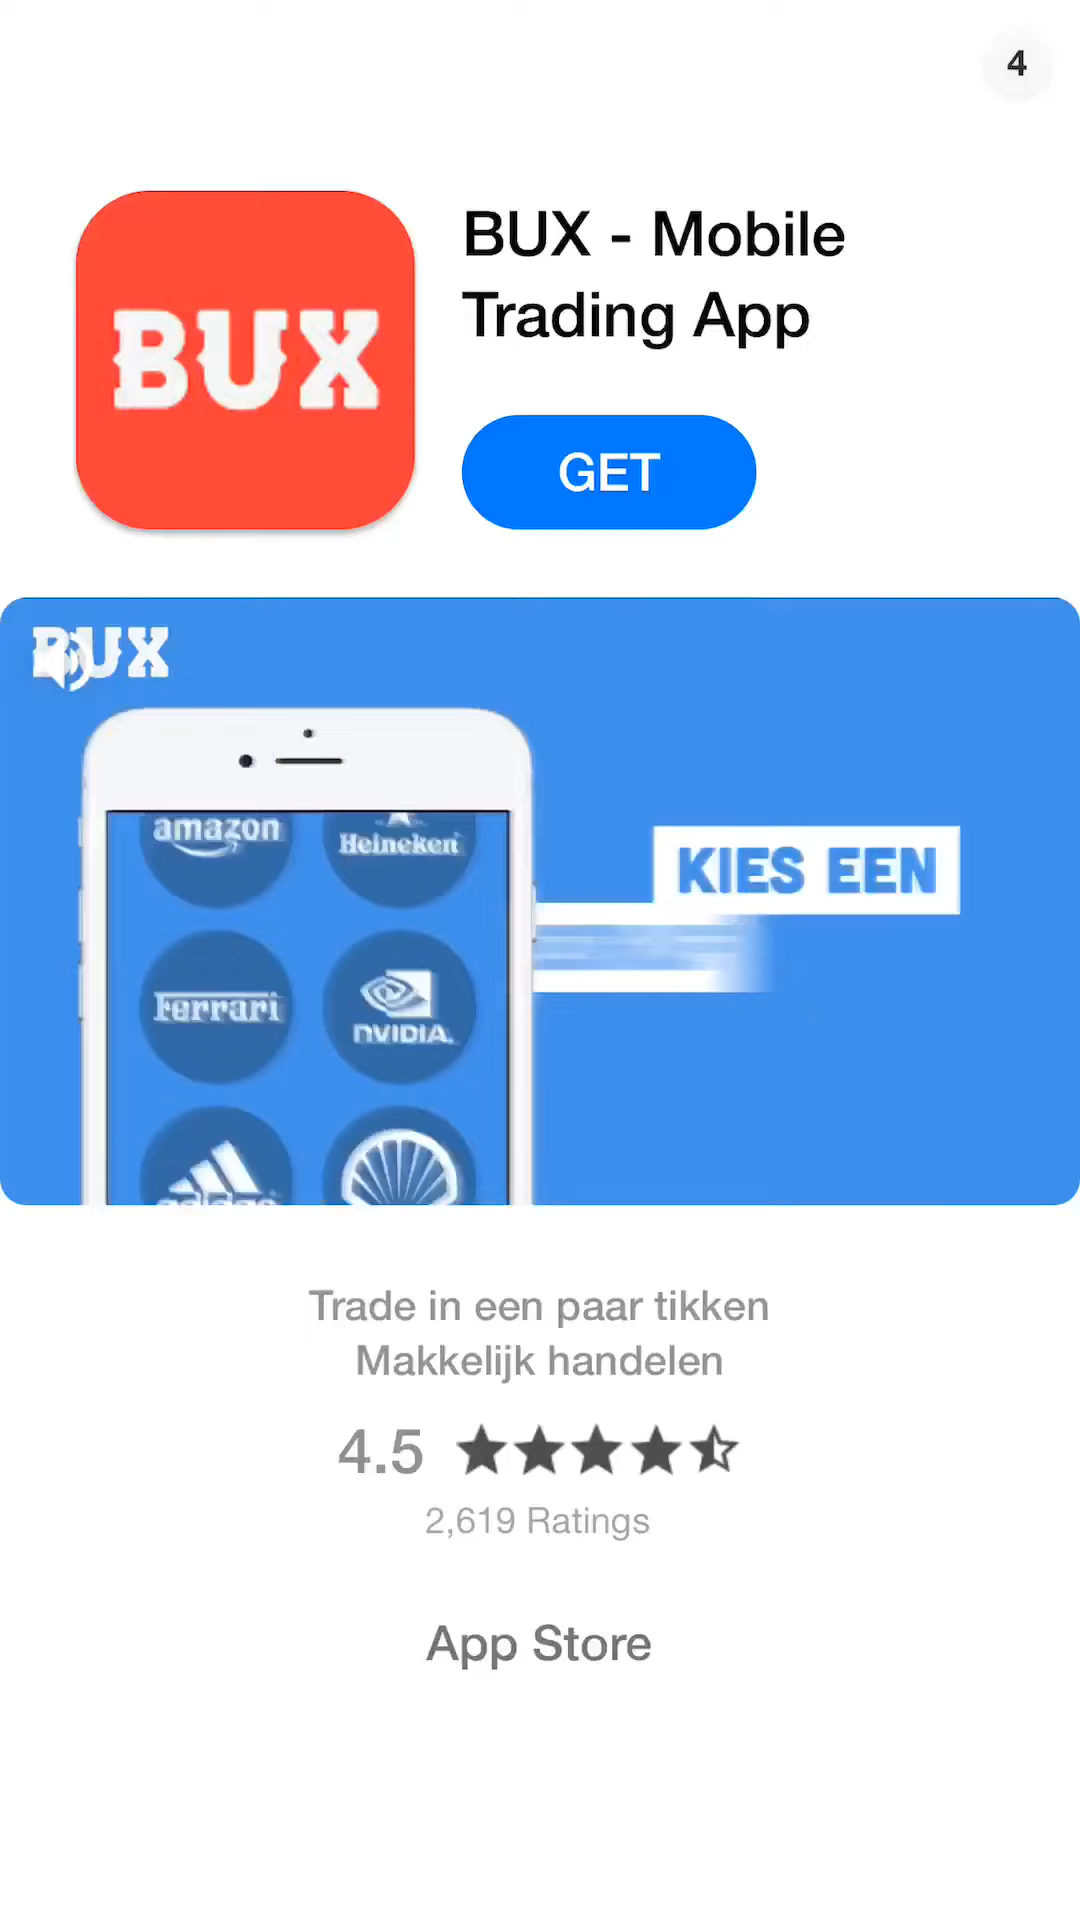 4
BUX
BUX - Mobile
Trading App
GET
BUX
amazon
Heineken
Ferrari
NVIDIA.
adidas
KIES EEN
Trade in een paar tikken
Makkelijk handelen
4.5
2,619 Ratings
App Store